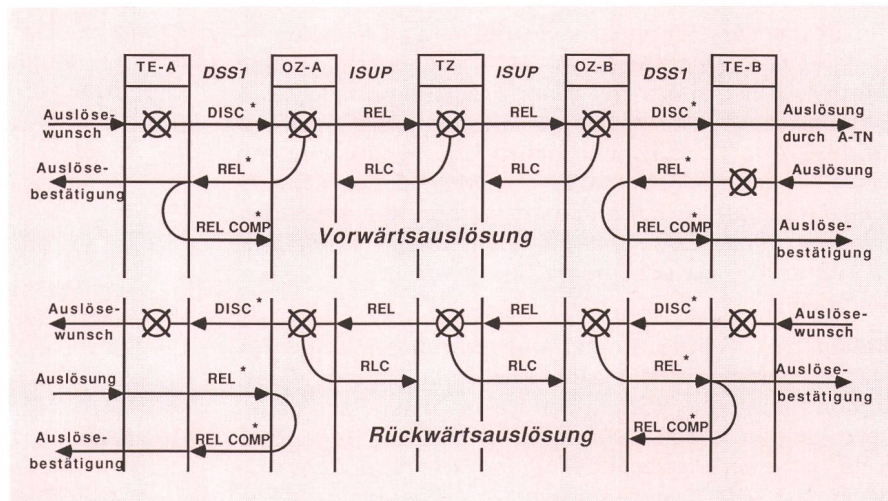 TE-A DSS1 OZ-A ISUP TZ ISUP OZ-B DSS1 TE-B
Auslöse-
wunsch
DISC*
REL
REL
DISC*
Auslösung
durch A-TN
Auslöse-
bestätigung
REL*
RLC
RLC
REL*
Auslösung
REL COMP*
Vorwärtsauslösung
REL COMP*
Auslöse-
bestätigung
Auslöse-
wunsch
DISC*
REL
REL
DISC*
Auslöse-
wunsch
Auslösung
REL*
RLC
RLC
REL*
Auslöse-
bestätigung
Auslöse-
bestätigung
REL COMP*
Rückwärtsauslösung
REL COMP*